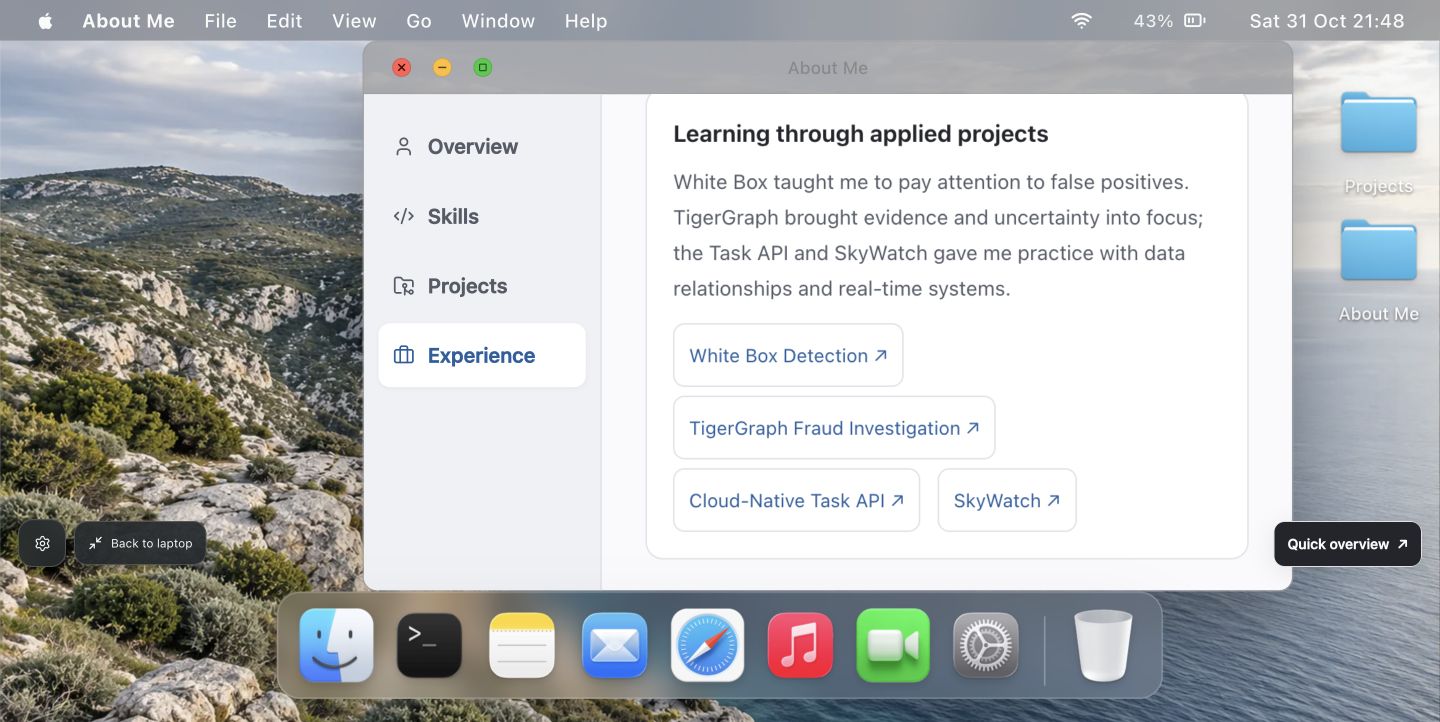 About Me File Edit View Go Window Help 43% Sat 31 Oct 21:48
About Me
Overview
Skills
Projects
Experience
Learning through applied projects
White Box taught me to pay attention to false positives.
TigerGraph brought evidence and uncertainty into focus;
the Task API and SkyWatch gave me practice with data
relationships and real-time systems.
White Box Detection ↗
TigerGraph Fraud Investigation ↗
Cloud-Native Task API ↗ SkyWatch ↗
Projects
About Me
Back to laptop
Quick overview ↗
>_